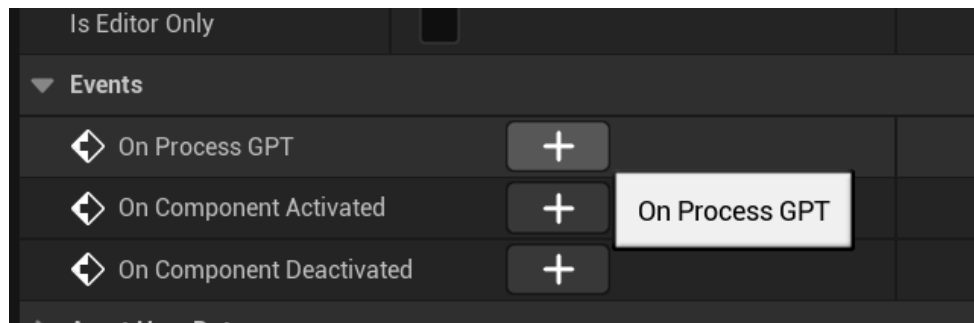 Is Editor Only
Events
On Process GPT
On Component Activated
On Process GPT
On Component Deactivated